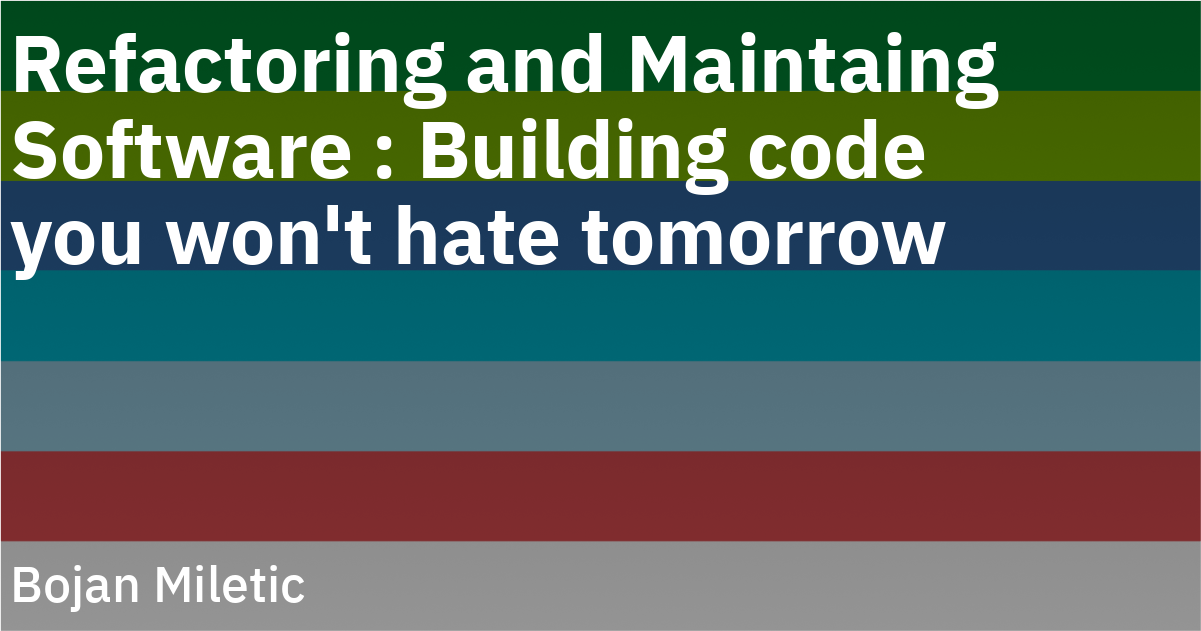 Refactoring and Maintaing
Software : Building code
you won't hate tomorrow
Bojan Miletic